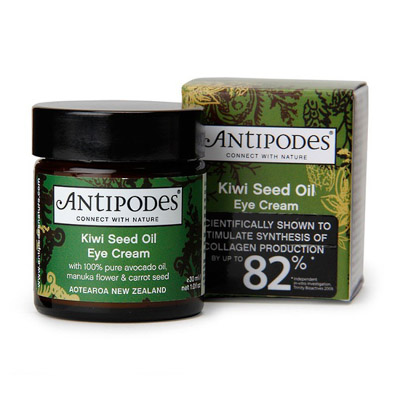 ANTIPODES®
CONNECT WITH NATURE
Kiwi Seed Oil
Eye Cream
with 100% pure avocado oil,
manuka flower & carrot seed
AOTEAROA NEW ZEALAND
ANTIPODES®
CONNECT WITH NATURE
Kiwi Seed Oil
Eye Cream
CIENTIFICALLY SHOWN TO
TIMULATE SYNTHESIS OF
COLLAGEN PRODUCTION
BY UP TO
82%*